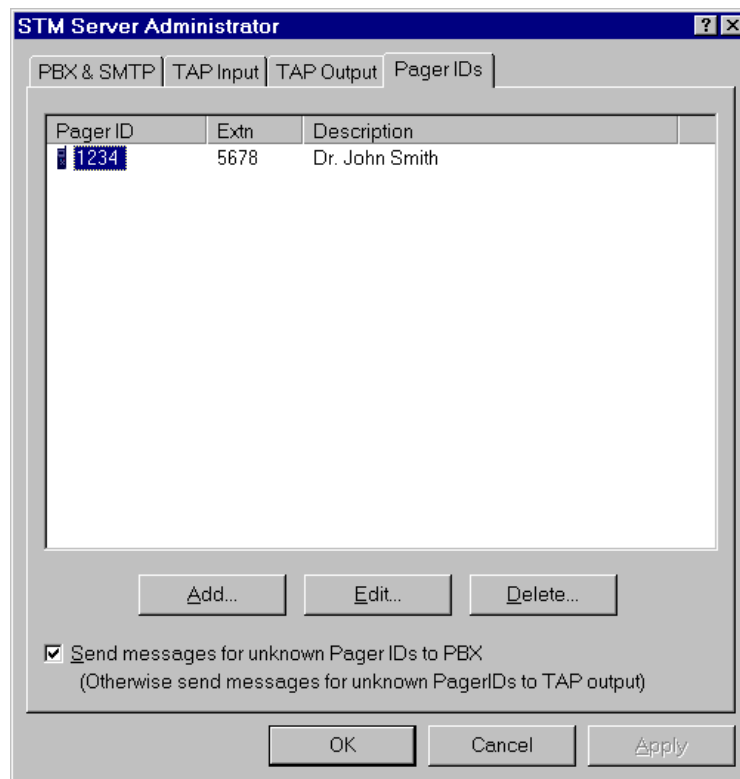 STM Server Administrator
PBX & SMTP TAP Input TAP Output Pager IDs
Pager ID Extn Description
1234 5678 Dr. John Smith
Add... Edit... Delete...
Send messages for unknown Pager IDs to PBX
(Otherwise send messages for unknown PagerIDs to TAP output)
OK Cancel Apply